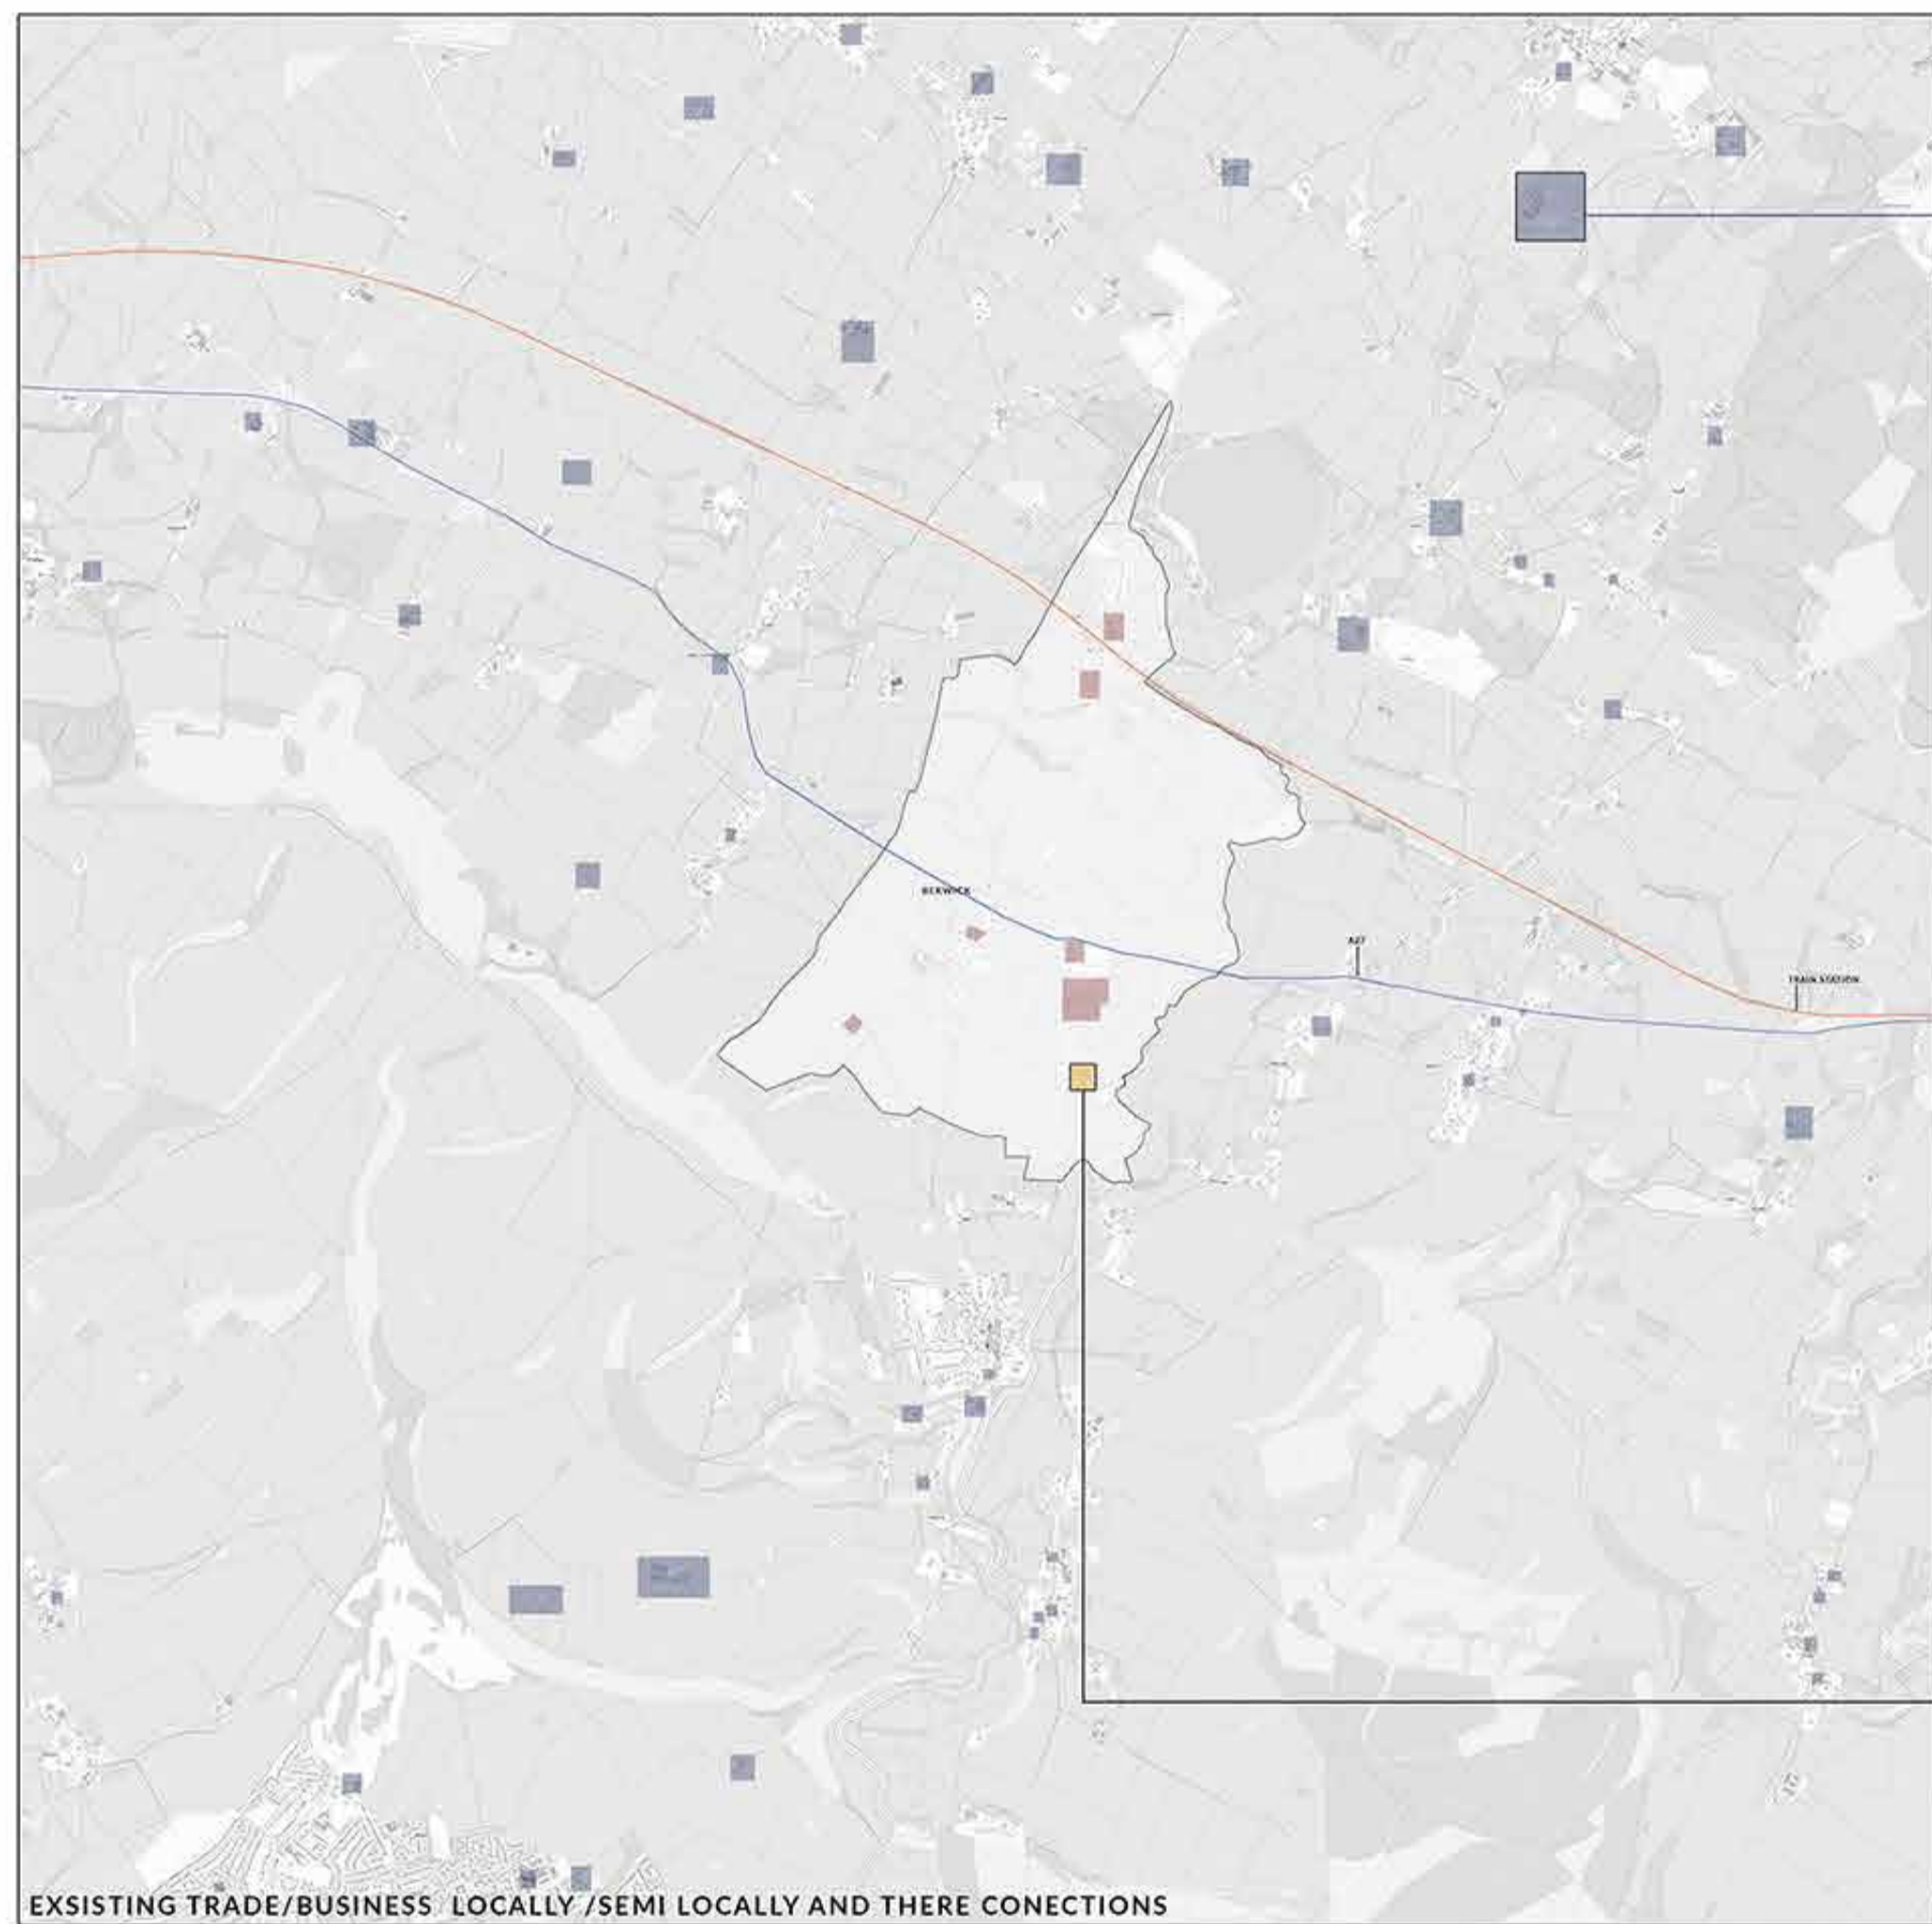 BERWICK
A27
TRAIN STATION
EXSISTING TRADE/BUSINESS LOCALLY /SEMI LOCALLY AND THERE CONECTIONS